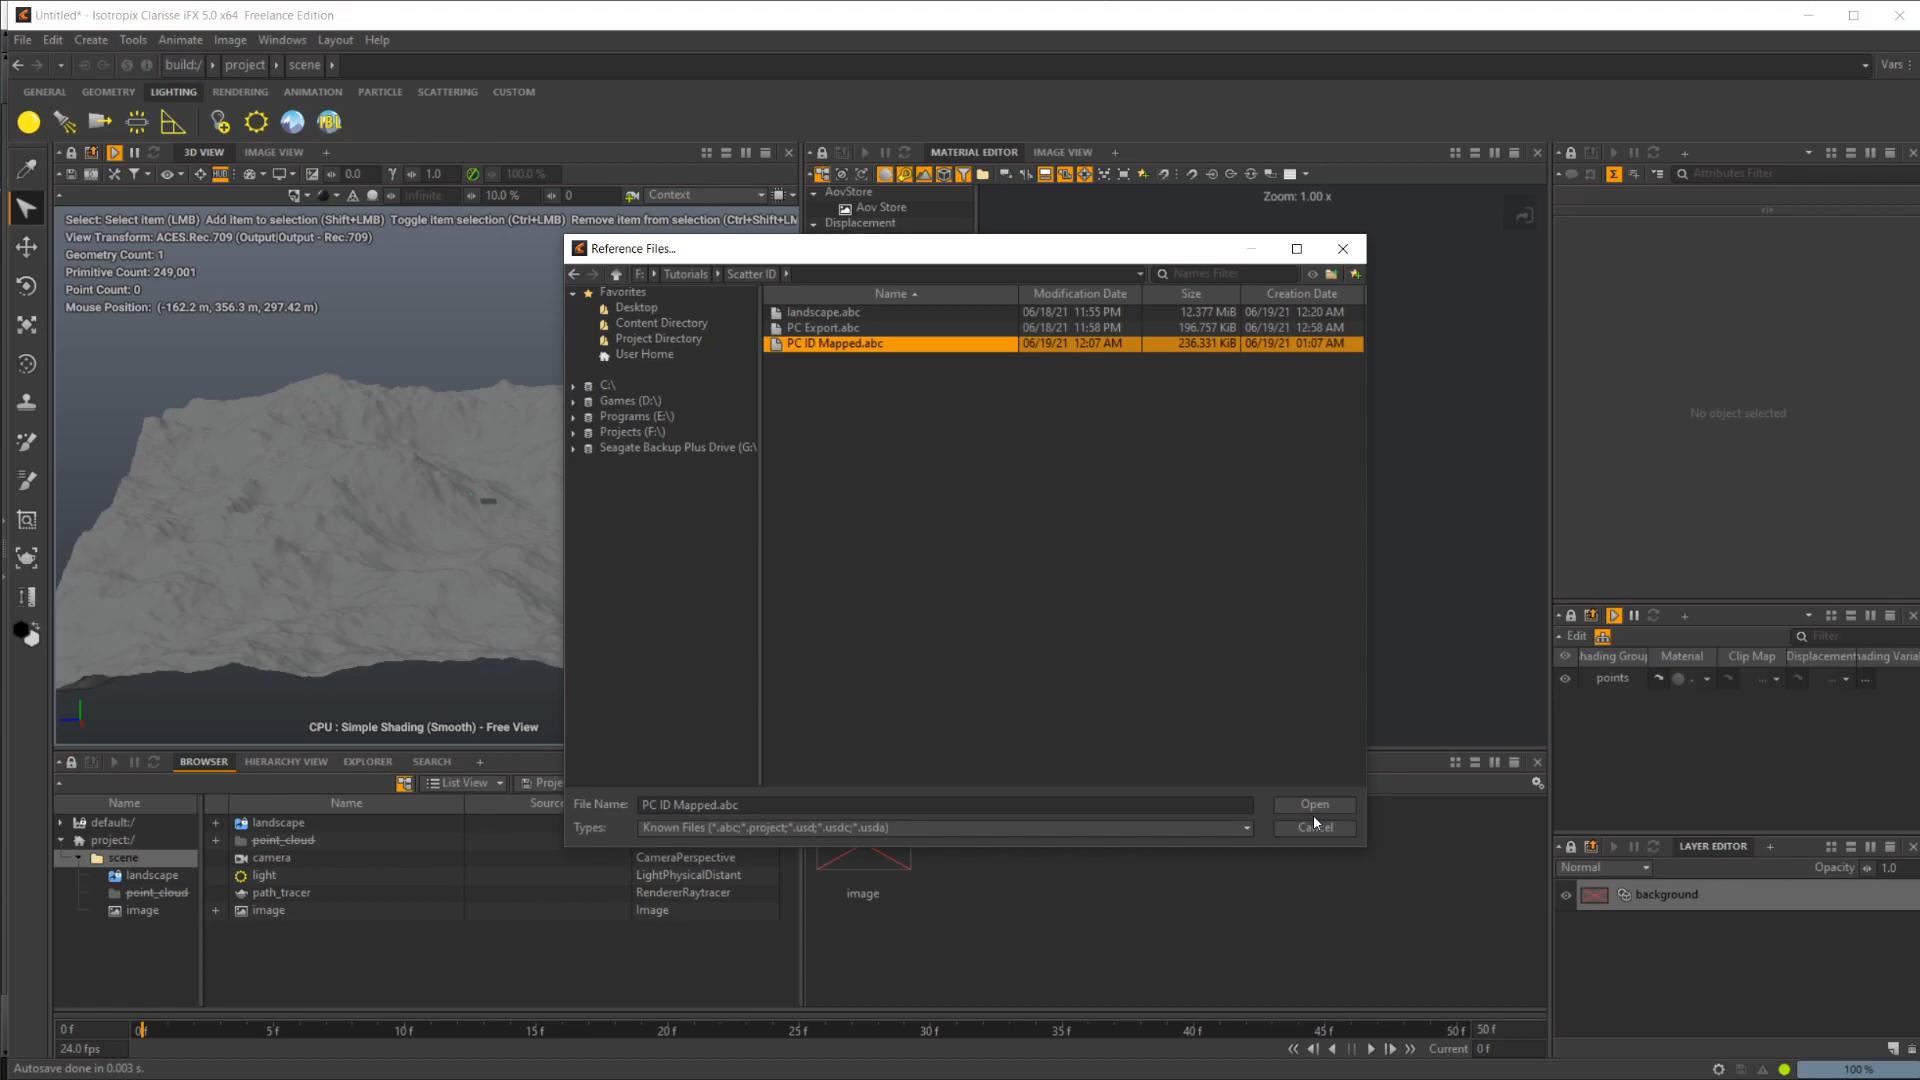 Untitled* - Isotropix Clarisse iFX 5.0 x64  Freelance Edition
File Edit Create Tools Animate Image Windows Layout Help
build:/ project scene
Vars
GENERAL GEOMETRY LIGHTING RENDERING ANIMATION PARTICLE SCATTERING CUSTOM
IBL
3D VIEW IMAGE VIEW +
MATERIAL EDITOR IMAGE VIEW +
HUD 0.0 1.0 100.0 %
Attributes Filter
Infinite 10.0 % 0 Context
AovStore
Aov Store
Displacement
Zoom: 1.00 x
Select: Select item (LMB)  Add item to selection (Shift+LMB)  Toggle item selection (Ctrl+LMB)  Remove item from selection (Ctrl+Shift+LM
View Transform: ACES.Rec.709 (Output|Output - Rec.709)
Geometry Count: 1
Primitive Count: 249,001
Point Count: 0
Mouse Position:  (-162.2 m, 356.3 m, 297.42 m)
CPU : Simple Shading (Smooth) - Free View
Reference Files...
F: Tutorials Scatter ID
Names Filter
Favorites
Desktop
Content Directory
Project Directory
User Home
C:\
Games (D:\)
Programs (E:\)
Projects (F:\)
Seagate Backup Plus Drive (G:\
Name Modification Date Size Creation Date
landscape.abc 06/18/21 11:55 PM 12.377 MiB 06/19/21 12:20 AM
PC Export.abc 06/18/21 11:58 PM 196.757 KiB 06/19/21 12:58 AM
PC ID Mapped.abc 06/19/21 12:07 AM 236.331 KiB 06/19/21 01:07 AM
File Name: PC ID Mapped.abc Open
Types: Known Files (*.abc;*.project;*.usd;*.usdc;*.usda) Cancel
No object selected
Edit Filter
hading Group Material Clip Map Displacement hading Varia
points
BROWSER HIERARCHY VIEW EXPLORER SEARCH +
List View Proje
Name Name Sourc
default:/
project:/
scene
landscape
point_cloud
image
landscape
point_cloud
camera CameraPerspective
light LightPhysicalDistant
path_tracer RendererRaytracer
image Image
image
LAYER EDITOR +
Normal Opacity 1.0
background
0 f 0f 5 f 10 f 15 f 20 f 25 f 30 f 35 f 40 f 45 f 50 f 50 f
24.0 fps Current 0 f
Autosave done in 0.003 s.
100 %